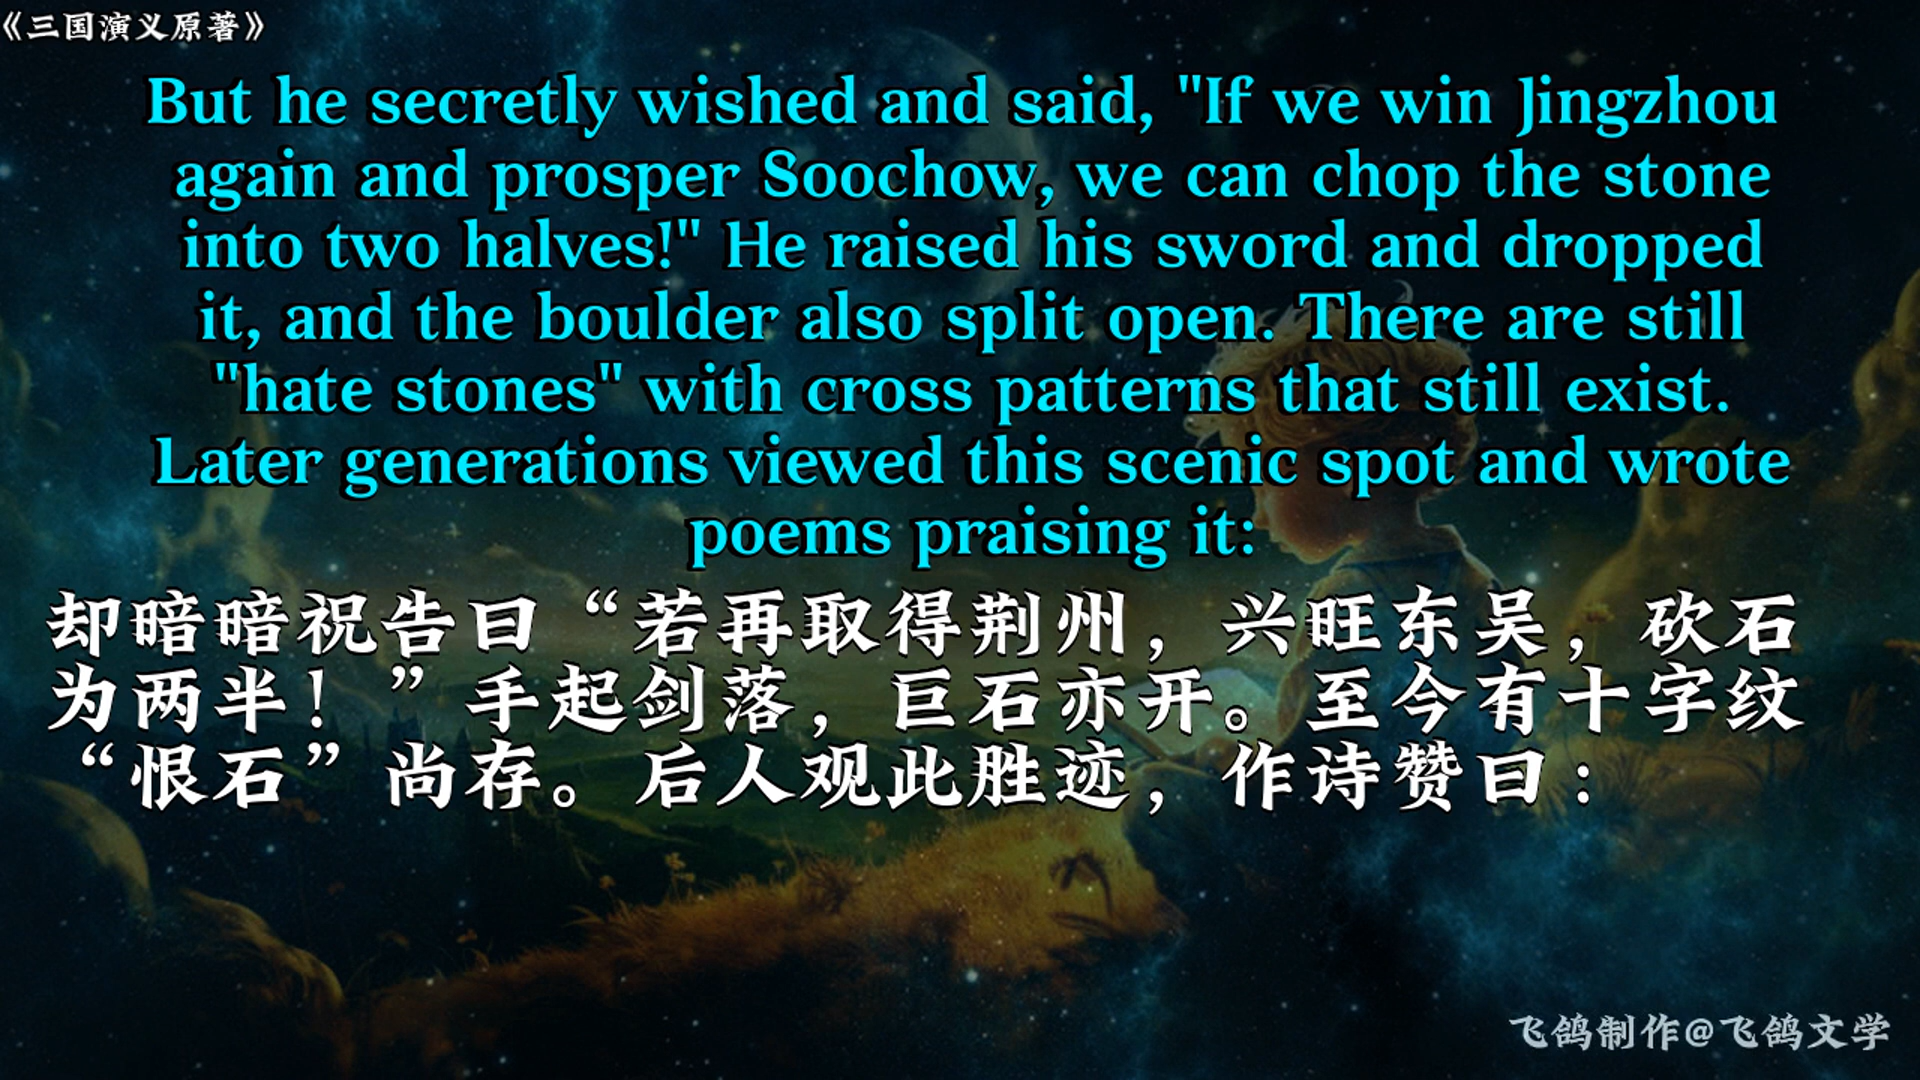 《三国演义原著》
But he secretly wished and said, "If we win Jingzhou
again and prosper Soochow, we can chop the stone
into two halves!" He raised his sword and dropped
it, and the boulder also split open. There are still
"hate stones" with cross patterns that still exist.
Later generations viewed this scenic spot and wrote
poems praising it:
却暗暗祝告曰“若再取得荆州，兴旺东吴，砍石
为两半！”手起剑落，巨石亦开。至今有十字纹
“恨石”尚存。后人观此胜迹，作诗赞曰：
飞鸽制作@飞鸽文学